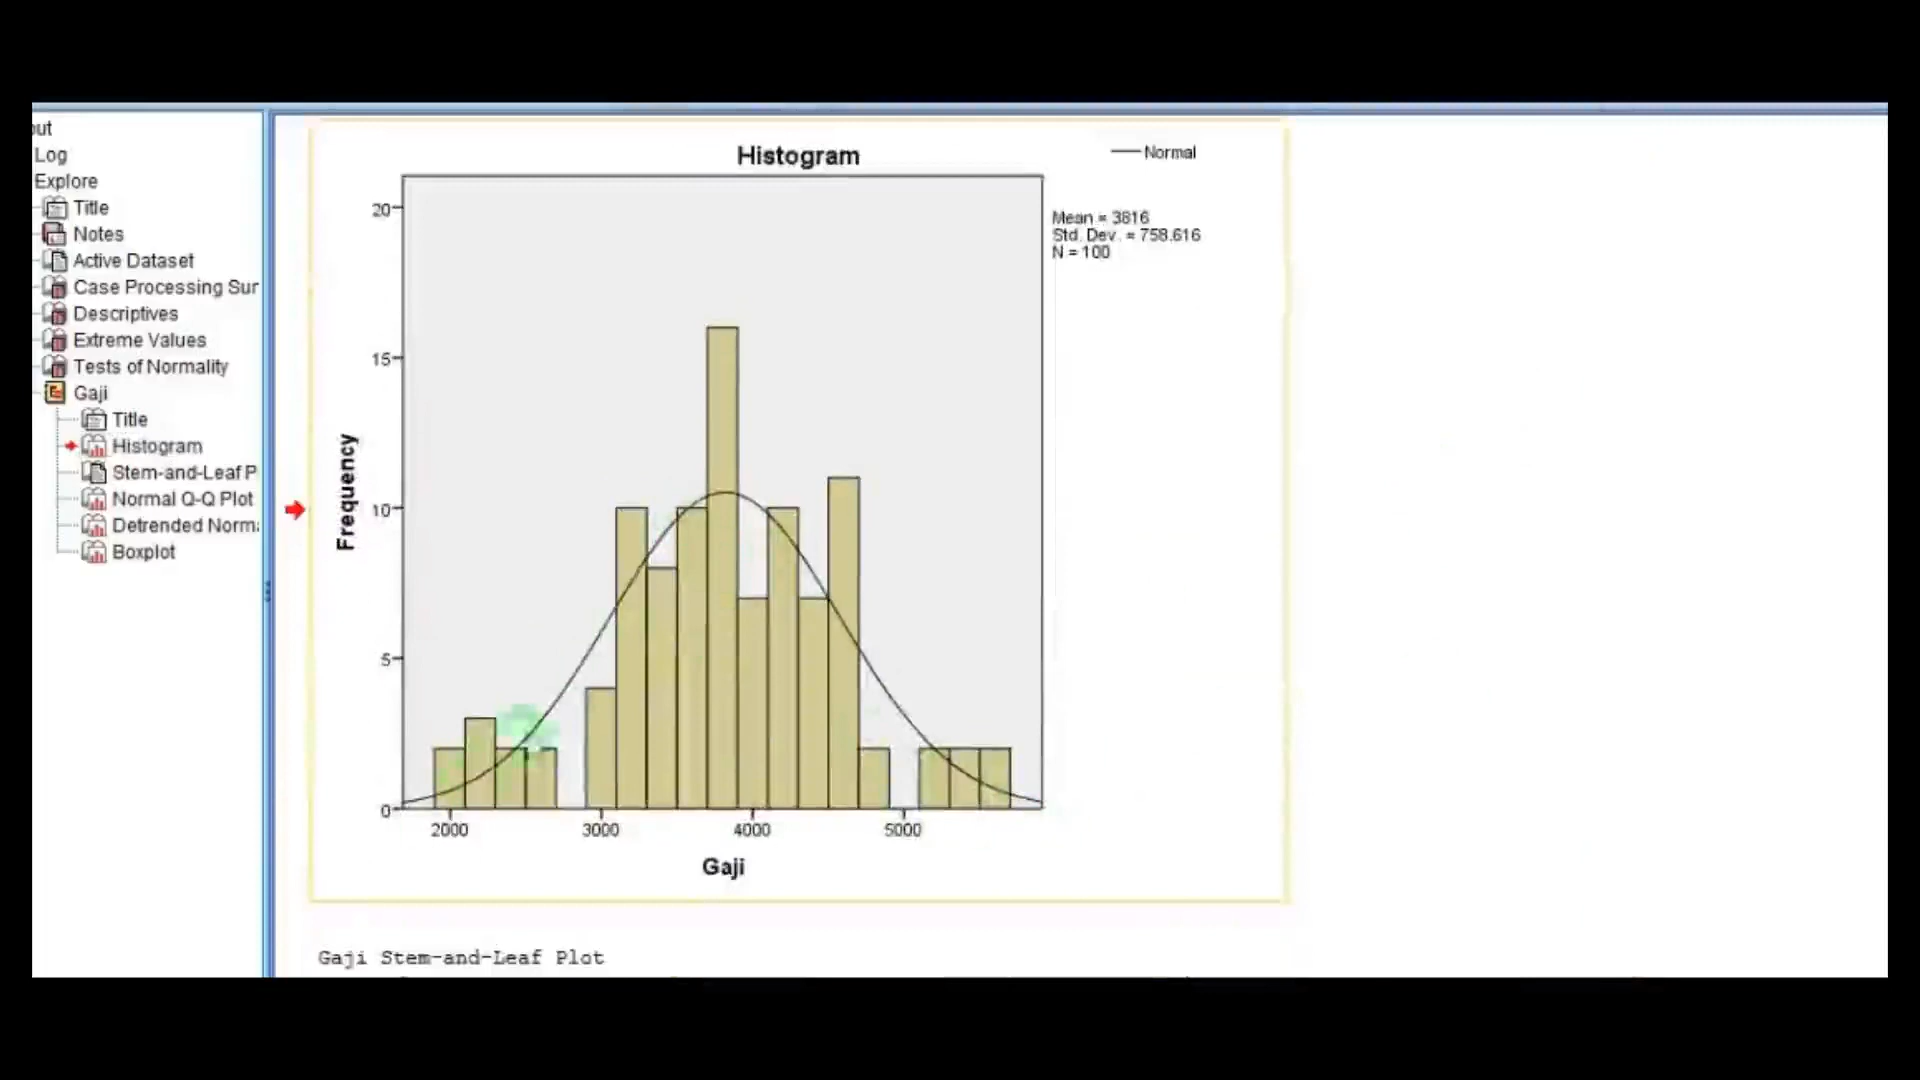 out
Log
Explore
Title
Notes
Active Dataset
Case Processing Sur
Descriptives
Extreme Values
Tests of Normality
Gaji
Title
Histogram
Stem-and-Leaf P
Normal Q-Q Plot
Detrended Norma
Boxplot
Histogram
Normal
Mean = 3816
Std. Dev. = 758.616
N = 100
Frequency
20
15
10
5
0
2000 3000 4000 5000
Gaji
Gaji Stem-and-Leaf Plot